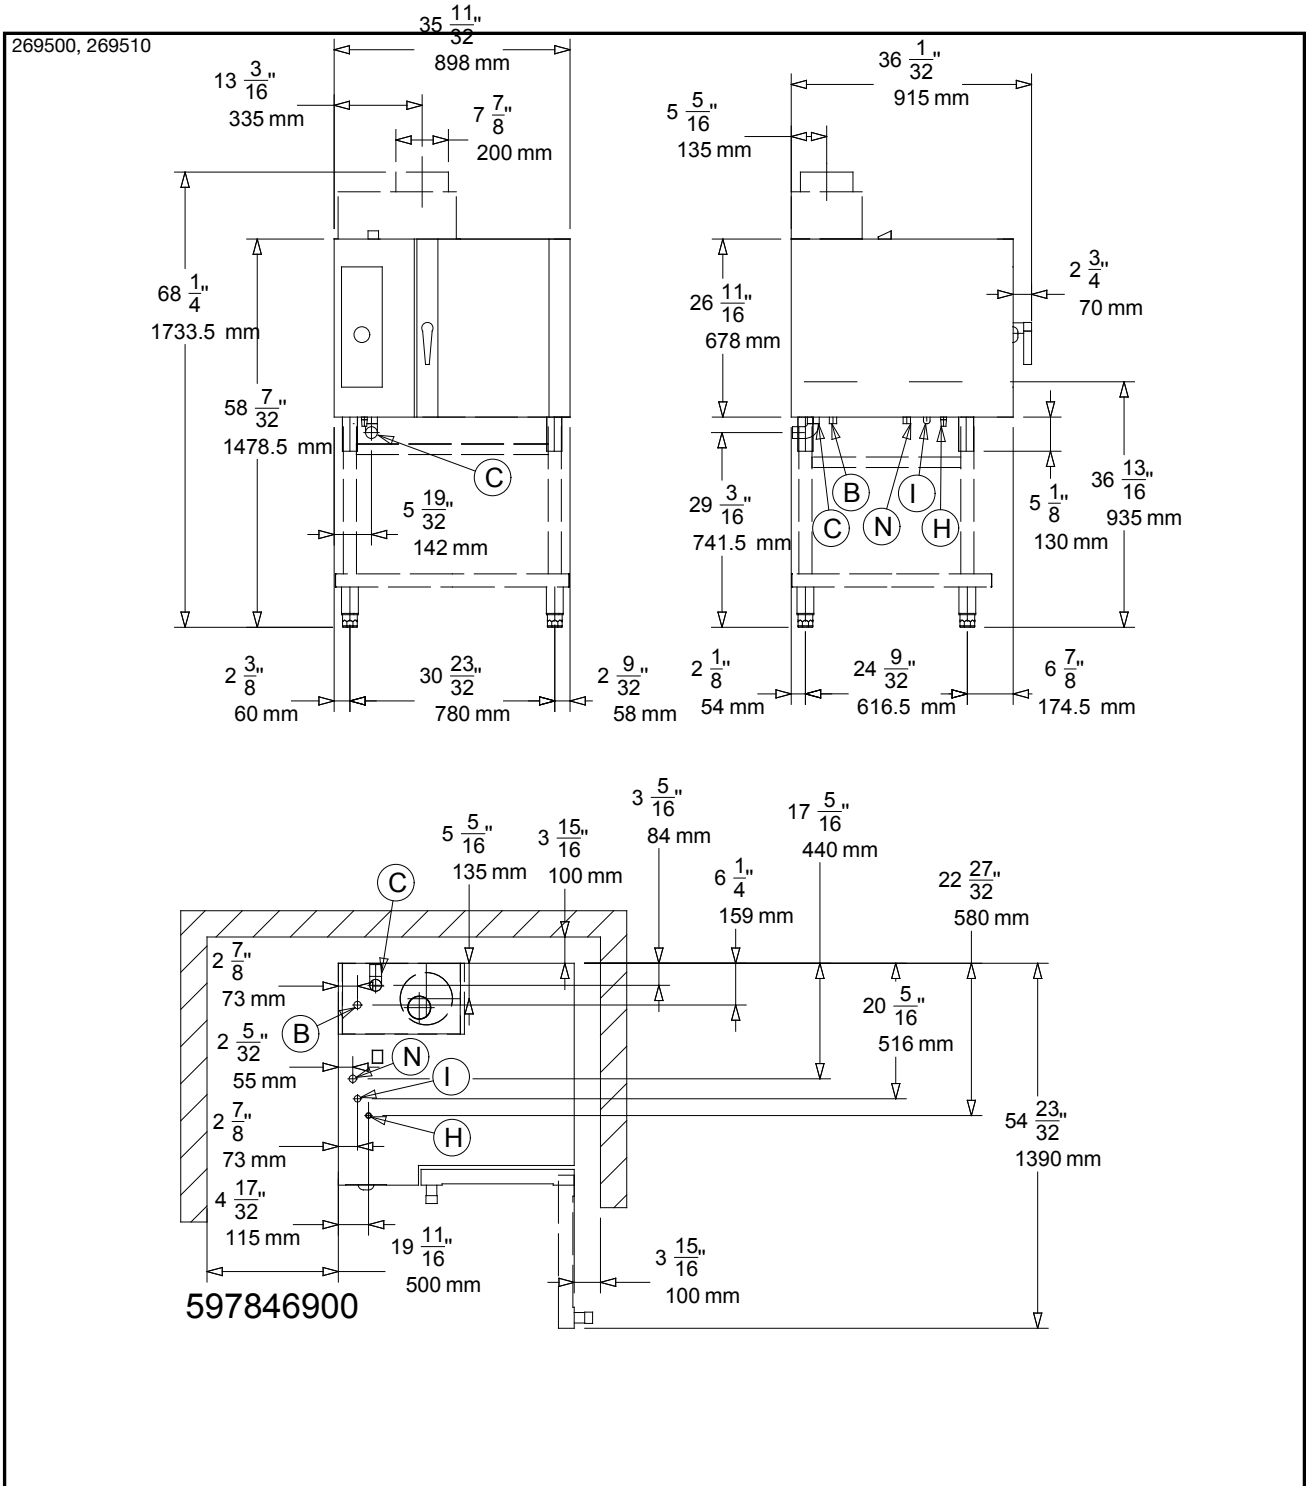 269500, 269510
35 11/32"
898 mm
13 3/16"
335 mm
7 7/8"
200 mm
68 1/4"
1733.5 mm
58 7/32"
1478.5 mm
C
5 19/32"
142 mm
2 3/8"
60 mm
30 23/32"
780 mm
2 9/32"
58 mm
36 1/32"
915 mm
5 5/16"
135 mm
2 3/4"
70 mm
26 11/16"
678 mm
29 3/16"
741.5 mm
B
I
C
N
H
5 1/8"
130 mm
36 13/16"
935 mm
2 1/8"
54 mm
24 9/32"
616.5 mm
6 7/8"
174.5 mm
3 5/16"
84 mm
17 5/16"
440 mm
5 5/16"
135 mm
3 15/16"
100 mm
6 1/4"
159 mm
22 27/32"
580 mm
C
2 7/8"
73 mm
B
2 5/32"
55 mm
N
I
H
20 5/16"
516 mm
2 7/8"
73 mm
54 23/32"
1390 mm
4 17/32"
115 mm
19 11/16"
500 mm
3 15/16"
100 mm
597846900